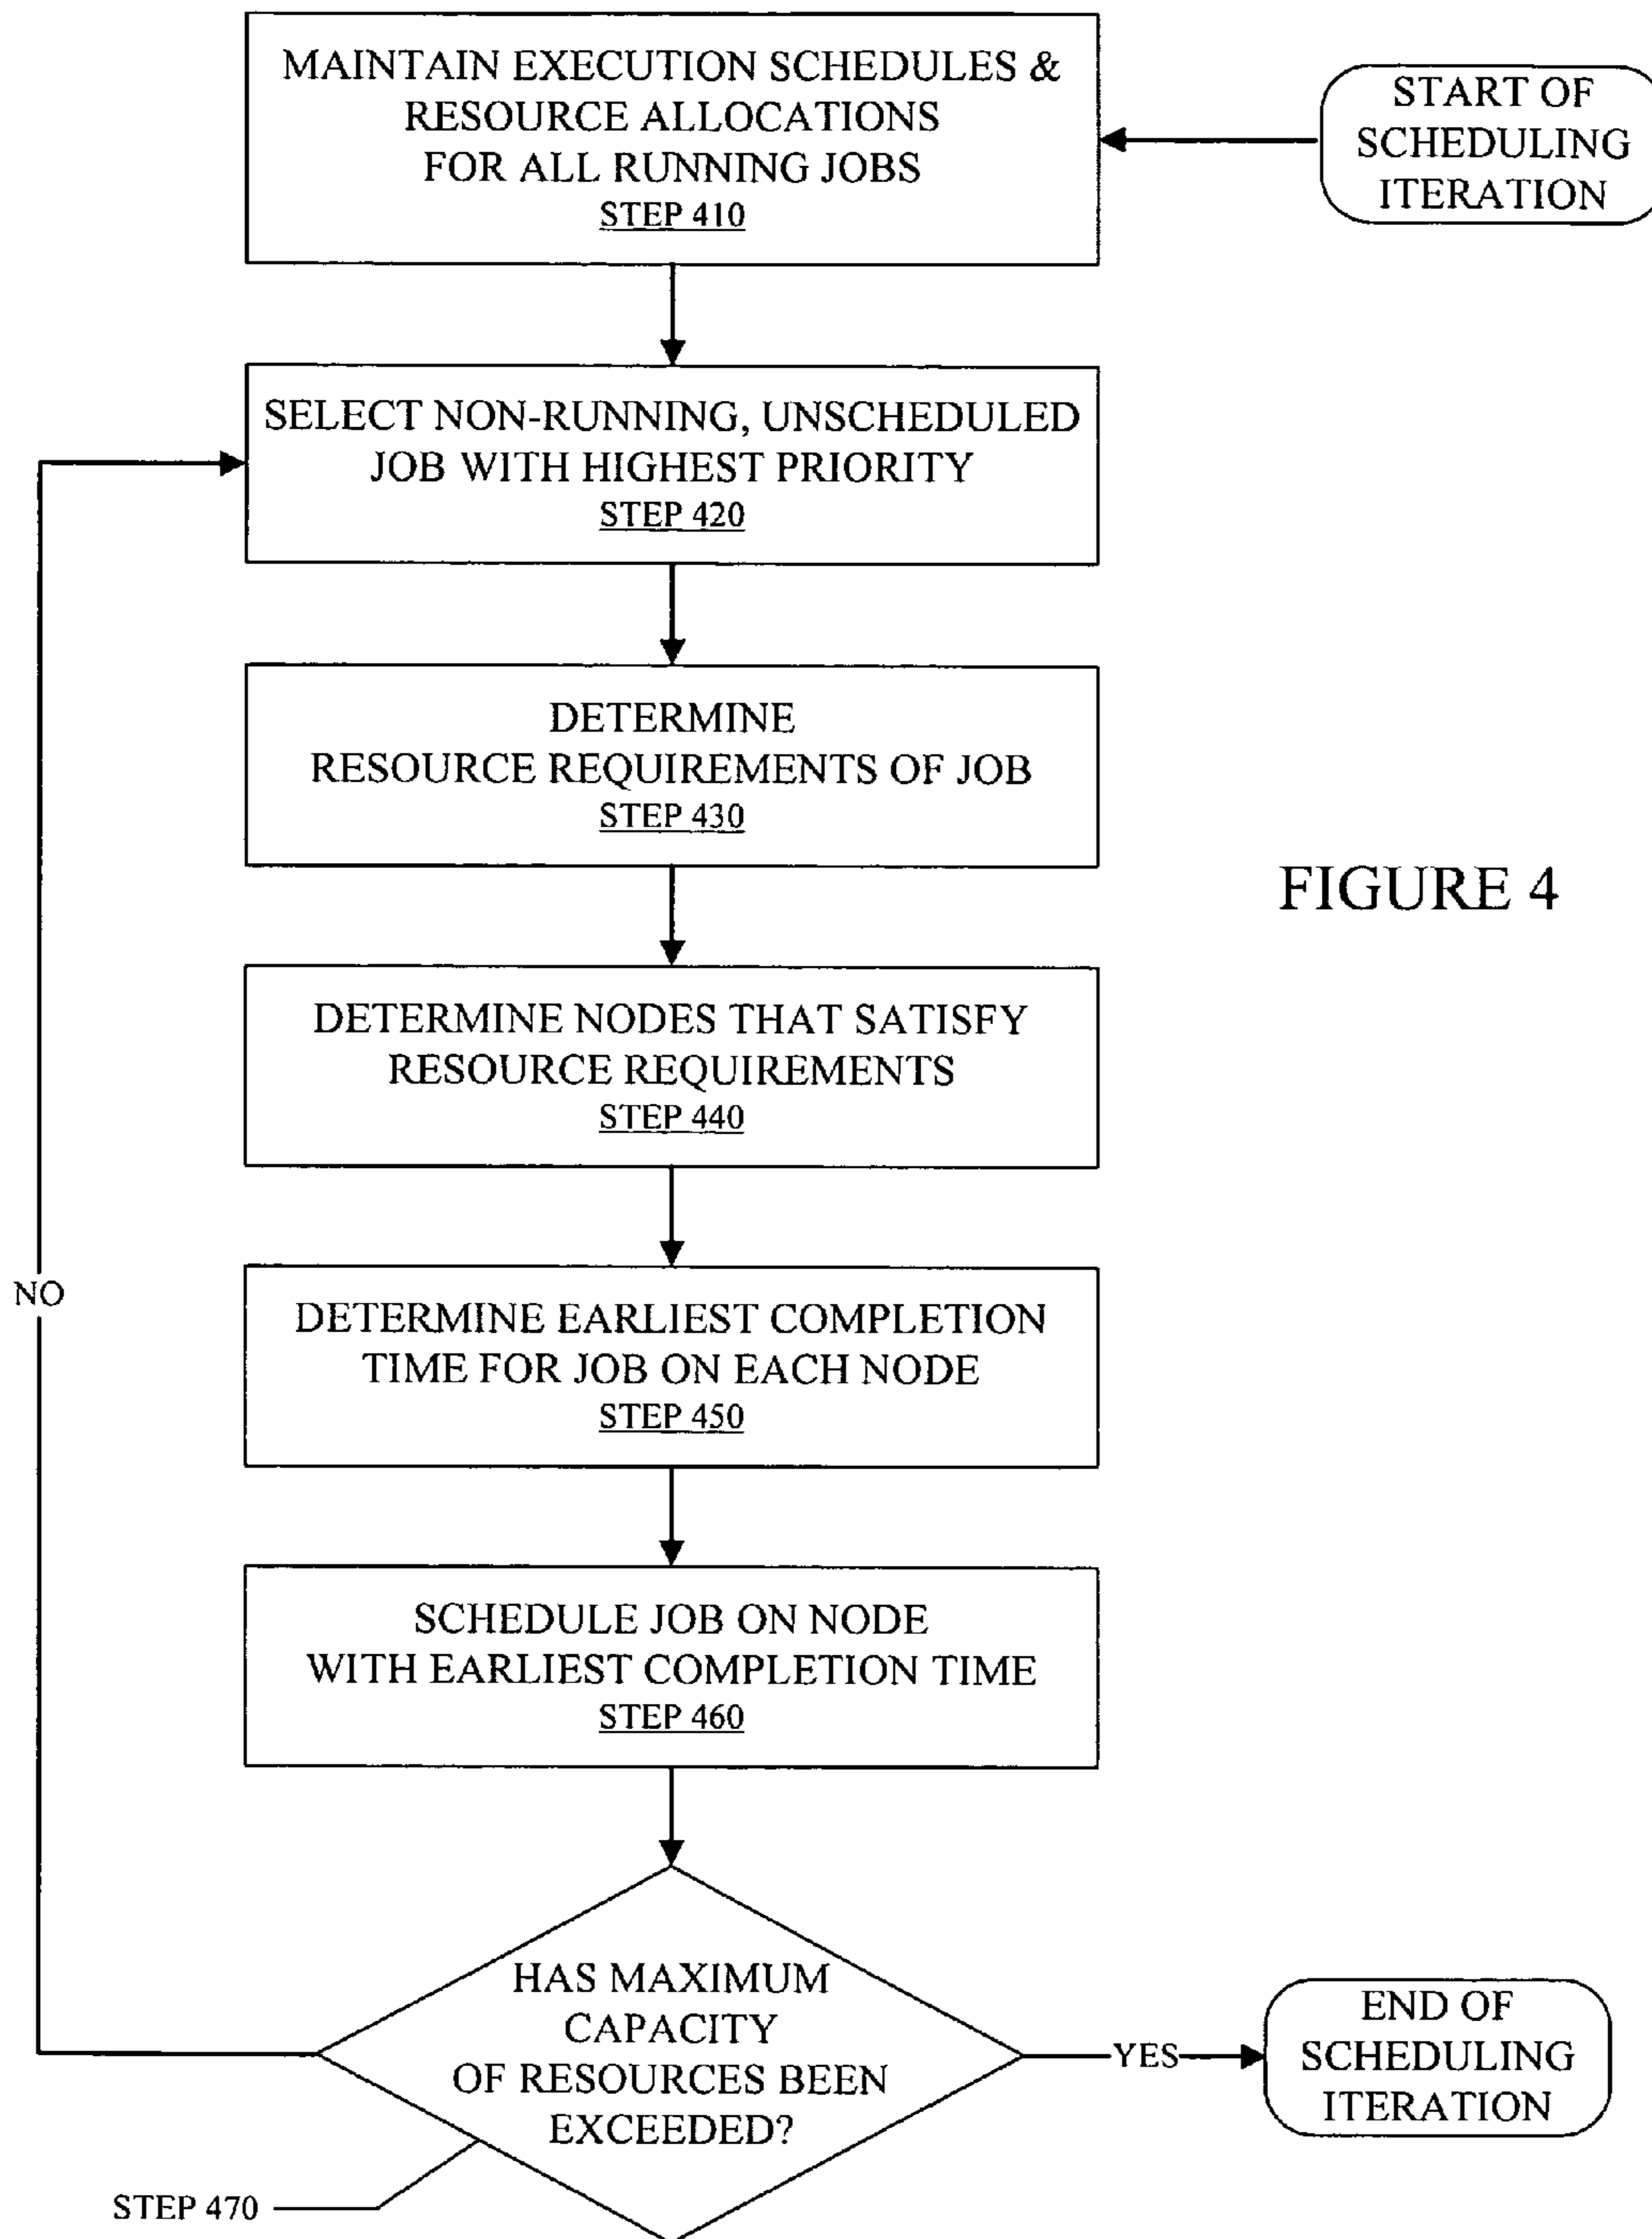 MAINTAIN EXECUTION SCHEDULES &
RESOURCE ALLOCATIONS
FOR ALL RUNNING JOBS
STEP 410
START OF
SCHEDULING
ITERATION
SELECT NON-RUNNING, UNSCHEDULED
JOB WITH HIGHEST PRIORITY
STEP 420
DETERMINE
RESOURCE REQUIREMENTS OF JOB
STEP 430
FIGURE 4
DETERMINE NODES THAT SATISFY
RESOURCE REQUIREMENTS
STEP 440
NO
DETERMINE EARLIEST COMPLETION
TIME FOR JOB ON EACH NODE
STEP 450
SCHEDULE JOB ON NODE
WITH EARLIEST COMPLETION TIME
STEP 460
HAS MAXIMUM
CAPACITY
OF RESOURCES BEEN
EXCEEDED?
YES
END OF
SCHEDULING
ITERATION
STEP 470